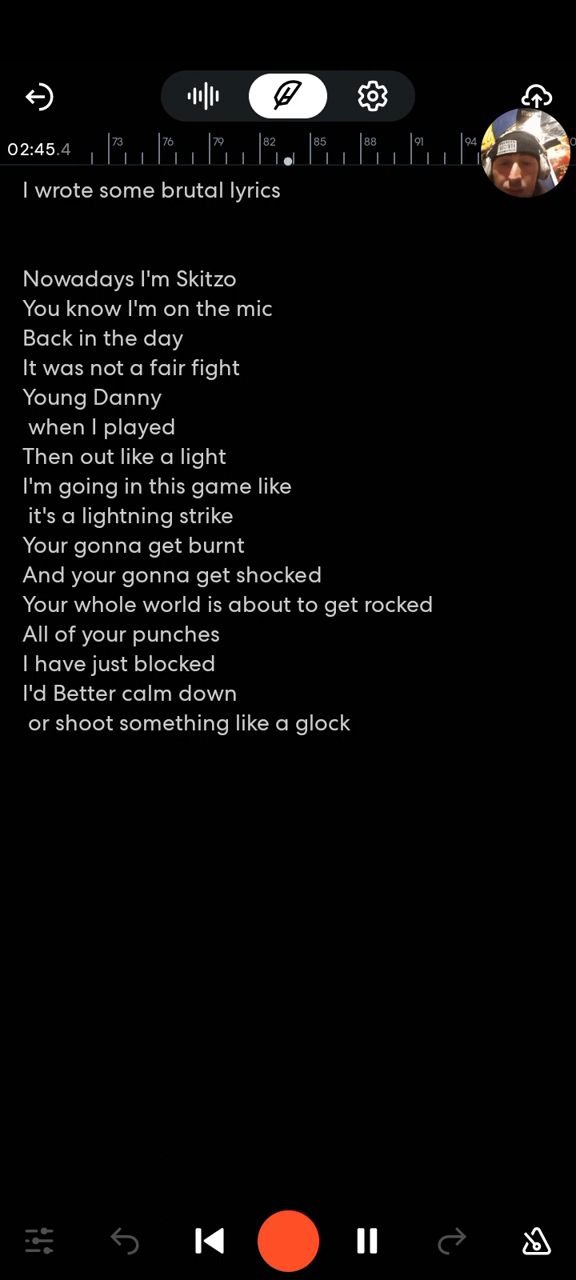 02:45.4
73 76 79 82 85 88 91 94
I wrote some brutal lyrics
Nowadays I'm Skitzo
You know I'm on the mic
Back in the day
It was not a fair fight
Young Danny
when I played
Then out like a light
I'm going in this game like
it's a lightning strike
Your gonna get burnt
And your gonna get shocked
Your whole world is about to get rocked
All of your punches
I have just blocked
I'd Better calm down
or shoot something like a glock